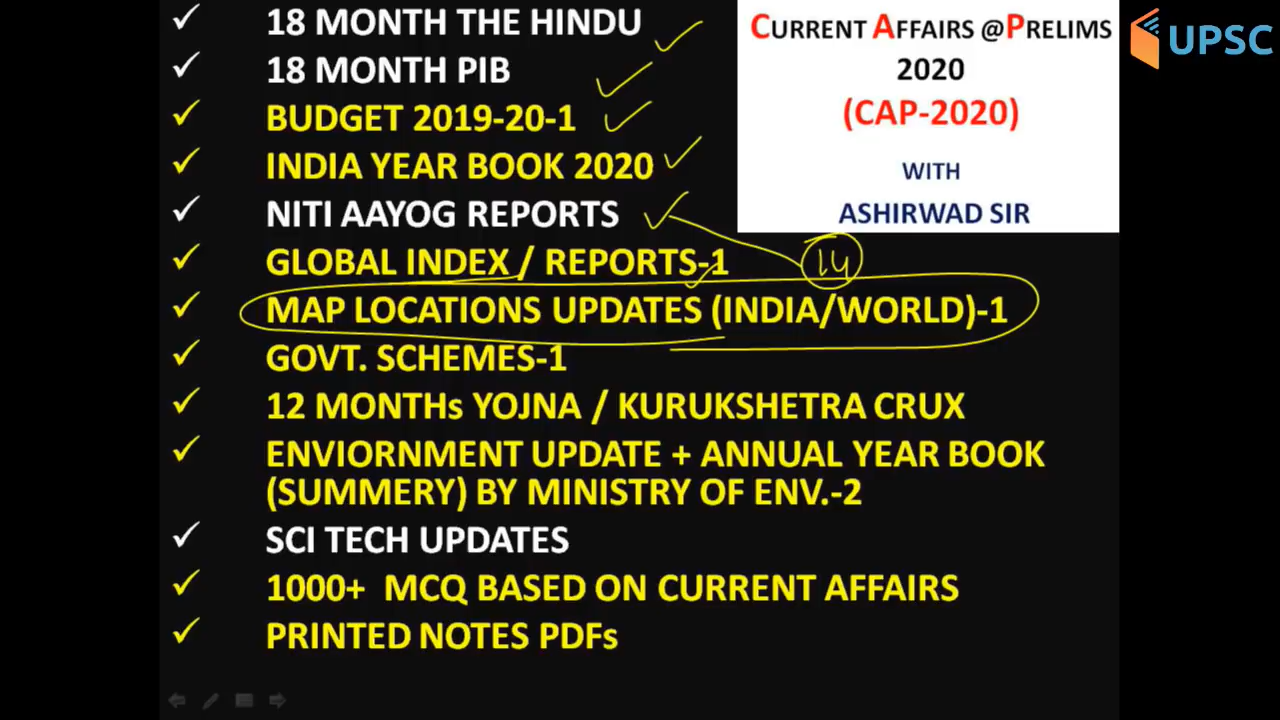 18 MONTH THE HINDU
18 MONTH PIB
BUDGET 2019-20-1
INDIA YEAR BOOK 2020
NITI AAYOG REPORTS
GLOBAL INDEX / REPORTS-1
14
MAP LOCATIONS UPDATES (INDIA/WORLD)-1
GOVT. SCHEMES-1
12 MONTHs YOJNA / KURUKSHETRA CRUX
ENVIORNMENT UPDATE + ANNUAL YEAR BOOK
(SUMMERY) BY MINISTRY OF ENV.-2
SCI TECH UPDATES
1000+ MCQ BASED ON CURRENT AFFAIRS
PRINTED NOTES PDFs
CURRENT AFFAIRS @PRELIMS
2020
(CAP-2020)
WITH
ASHIRWAD SIR
UPSC